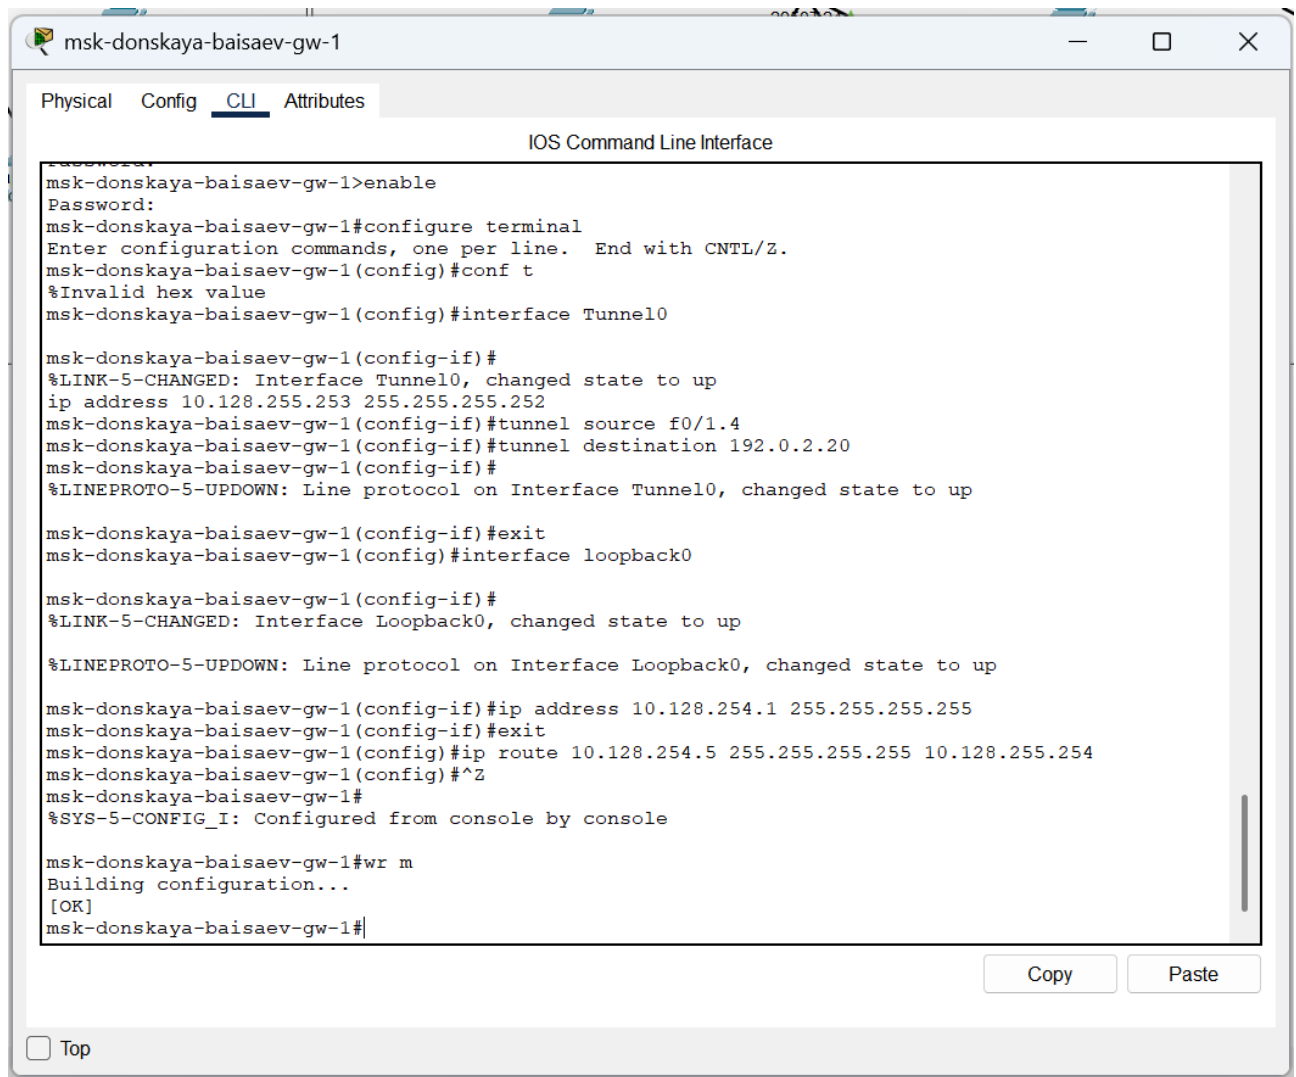 msk-donskaya-baisaev-gw-1
Physical Config CLI Attributes
IOS Command Line Interface
Password:
msk-donskaya-baisaev-gw-1>enable
Password:
msk-donskaya-baisaev-gw-1#configure terminal
Enter configuration commands, one per line.  End with CNTL/Z.
msk-donskaya-baisaev-gw-1(config)#conf t
%Invalid hex value
msk-donskaya-baisaev-gw-1(config)#interface Tunnel0
msk-donskaya-baisaev-gw-1(config-if)#
%LINK-5-CHANGED: Interface Tunnel0, changed state to up
ip address 10.128.255.253 255.255.255.252
msk-donskaya-baisaev-gw-1(config-if)#tunnel source f0/1.4
msk-donskaya-baisaev-gw-1(config-if)#tunnel destination 192.0.2.20
msk-donskaya-baisaev-gw-1(config-if)#
%LINEPROTO-5-UPDOWN: Line protocol on Interface Tunnel0, changed state to up
msk-donskaya-baisaev-gw-1(config-if)#exit
msk-donskaya-baisaev-gw-1(config)#interface loopback0
msk-donskaya-baisaev-gw-1(config-if)#
%LINK-5-CHANGED: Interface Loopback0, changed state to up
%LINEPROTO-5-UPDOWN: Line protocol on Interface Loopback0, changed state to up
msk-donskaya-baisaev-gw-1(config-if)#ip address 10.128.254.1 255.255.255.255
msk-donskaya-baisaev-gw-1(config-if)#exit
msk-donskaya-baisaev-gw-1(config)#ip route 10.128.254.5 255.255.255.255 10.128.255.254
msk-donskaya-baisaev-gw-1(config)#^Z
msk-donskaya-baisaev-gw-1#
%SYS-5-CONFIG_I: Configured from console by console
msk-donskaya-baisaev-gw-1#wr m
Building configuration...
[OK]
msk-donskaya-baisaev-gw-1#
Copy Paste
Top